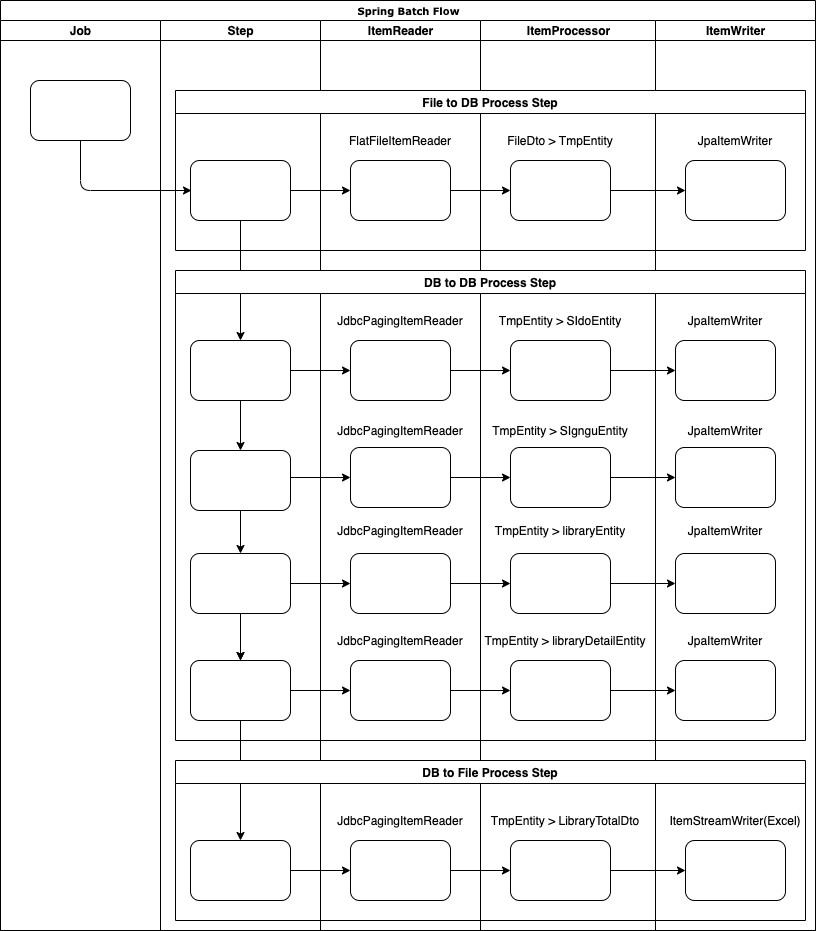 Spring Batch Flow
Job
Step
ItemReader
ItemProcessor
ItemWriter
File to DB Process Step
FlatFileItemReader
FileDto > TmpEntity
JpaItemWriter
DB to DB Process Step
JdbcPagingItemReader
TmpEntity > SIdoEntity
JpaItemWriter
JdbcPagingItemReader
TmpEntity > SIgnguEntity
JpaItemWriter
JdbcPagingItemReader
TmpEntity > libraryEntity
JpaItemWriter
JdbcPagingItemReader
TmpEntity > libraryDetailEntity
JpaItemWriter
DB to File Process Step
JdbcPagingItemReader
TmpEntity > LibraryTotalDto
ItemStreamWriter(Excel)